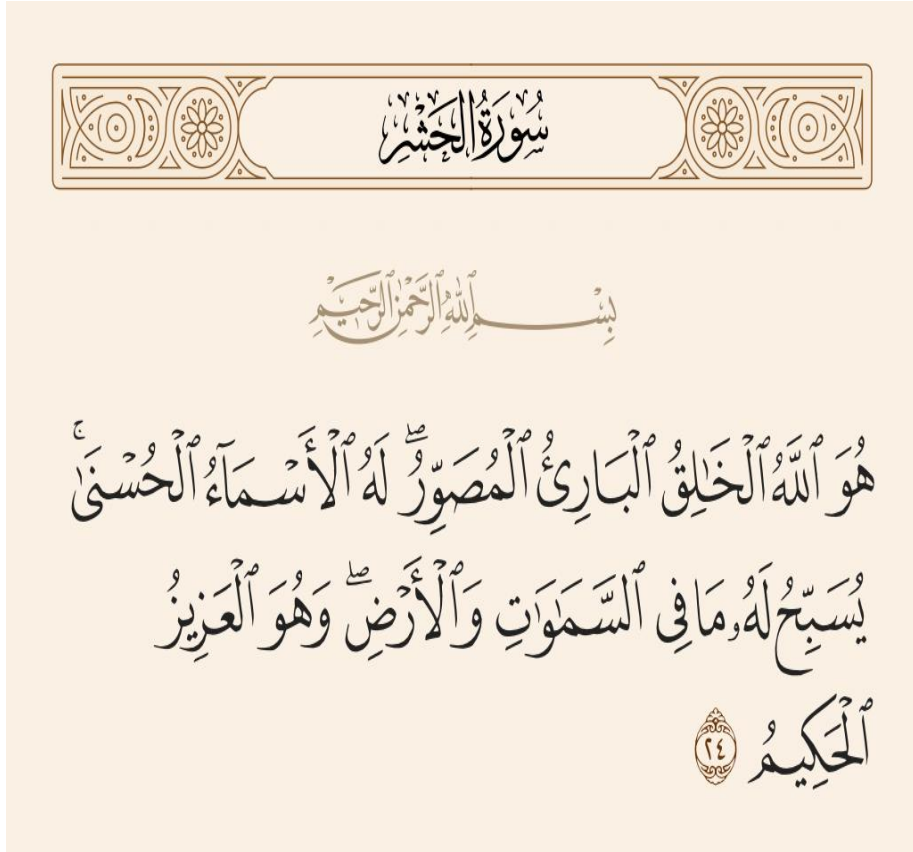 سُورَةُ الْحَشْرِ
بِسْمِ ٱللَّهِ ٱلرَّحْمَٰنِ ٱلرَّحِيمِ
هُوَ ٱللَّهُ ٱلْخَٰلِقُ ٱلْبَارِئُ ٱلْمُصَوِّرُ ۖ لَهُ ٱلْأَسْمَآءُ ٱلْحُسْنَىٰ ۚ
يُسَبِّحُ لَهُۥ مَا فِى ٱلسَّمَٰوَٰتِ وَٱلْأَرْضِ ۖ وَهُوَ ٱلْعَزِيزُ
ٱلْحَكِيمُ ٢٤